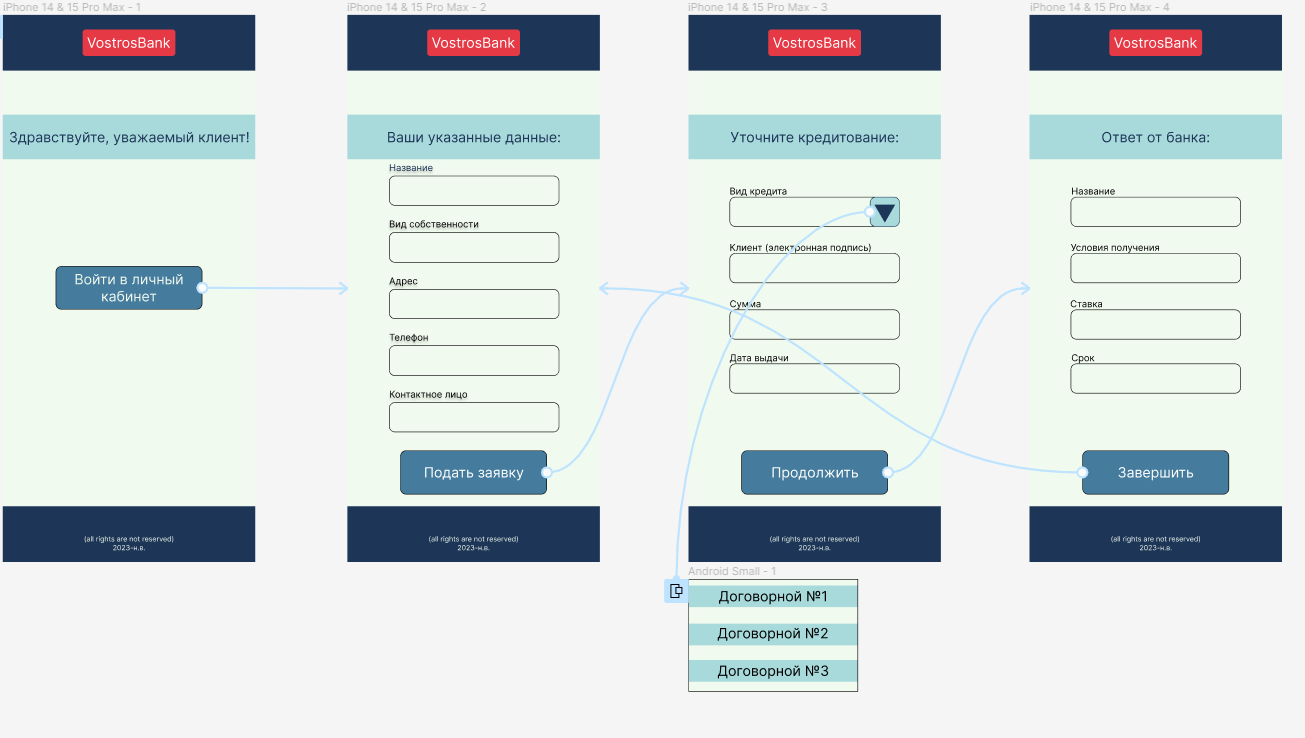 iPhone 14 & 15 Pro Max - 1
VostrosBank
Здравствуйте, уважаемый клиент!
Войти в личный
кабинет
(all rights are not reserved)
2023-н.в.
iPhone 14 & 15 Pro Max - 2
VostrosBank
Ваши указанные данные:
Название
Вид собственности
Адрес
Телефон
Контактное лицо
Подать заявку
(all rights are not reserved)
2023-н.в.
iPhone 14 & 15 Pro Max - 3
VostrosBank
Уточните кредитование:
Вид кредита
Клиент (электронная подпись)
Сумма
Дата выдачи
Продолжить
(all rights are not reserved)
2023-н.в.
Android Small - 1
Договорной №1
Договорной №2
Договорной №3
iPhone 14 & 15 Pro Max - 4
VostrosBank
Ответ от банка:
Название
Условия получения
Ставка
Срок
Завершить
(all rights are not reserved)
2023-н.в.